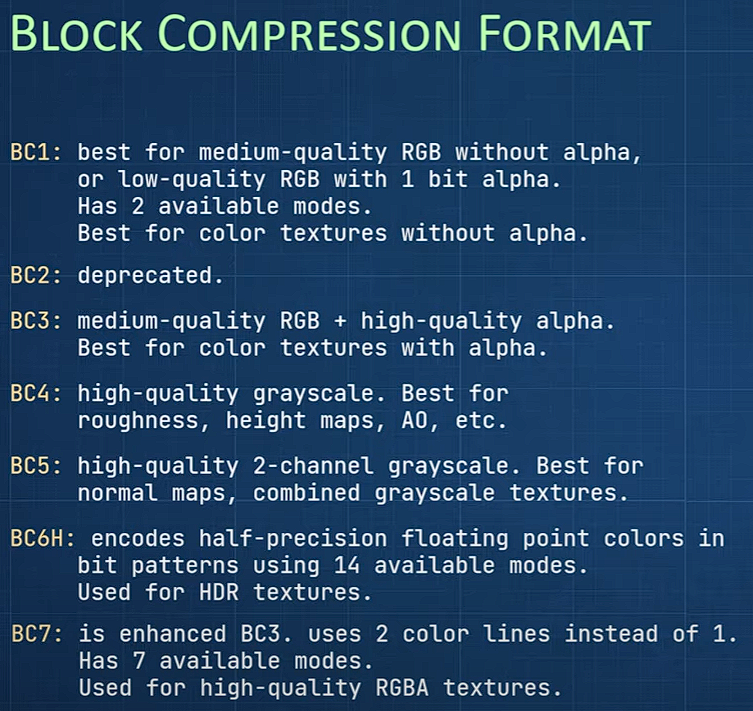 BLOCK COMPRESSION FORMAT
BC1: best for medium-quality RGB without alpha,
or low-quality RGB with 1 bit alpha.
Has 2 available modes.
Best for color textures without alpha.
BC2: deprecated.
BC3: medium-quality RGB + high-quality alpha.
Best for color textures with alpha.
BC4: high-quality grayscale. Best for
roughness, height maps, AO, etc.
BC5: high-quality 2-channel grayscale. Best for
normal maps, combined grayscale textures.
BC6H: encodes half-precision floating point colors in
bit patterns using 14 available modes.
Used for HDR textures.
BC7: is enhanced BC3. uses 2 color lines instead of 1.
Has 7 available modes.
Used for high-quality RGBA textures.